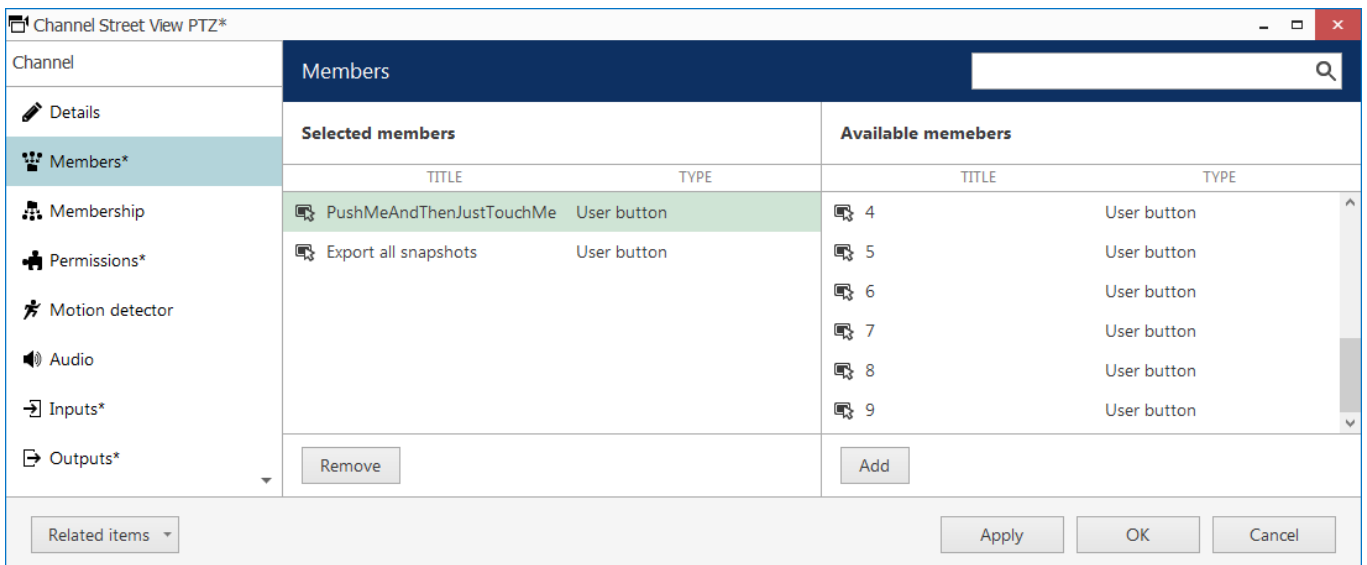 Channel Street View PTZ*
Channel
Members
Details
Members*
Membership
Permissions*
Motion detector
Audio
Inputs*
Outputs*
Selected members
TITLE TYPE
PushMeAndThenJustTouchMe User button
Export all snapshots User button
Remove
Available memebers
TITLE TYPE
4 User button
5 User button
6 User button
7 User button
8 User button
9 User button
Add
Related items
Apply
OK
Cancel